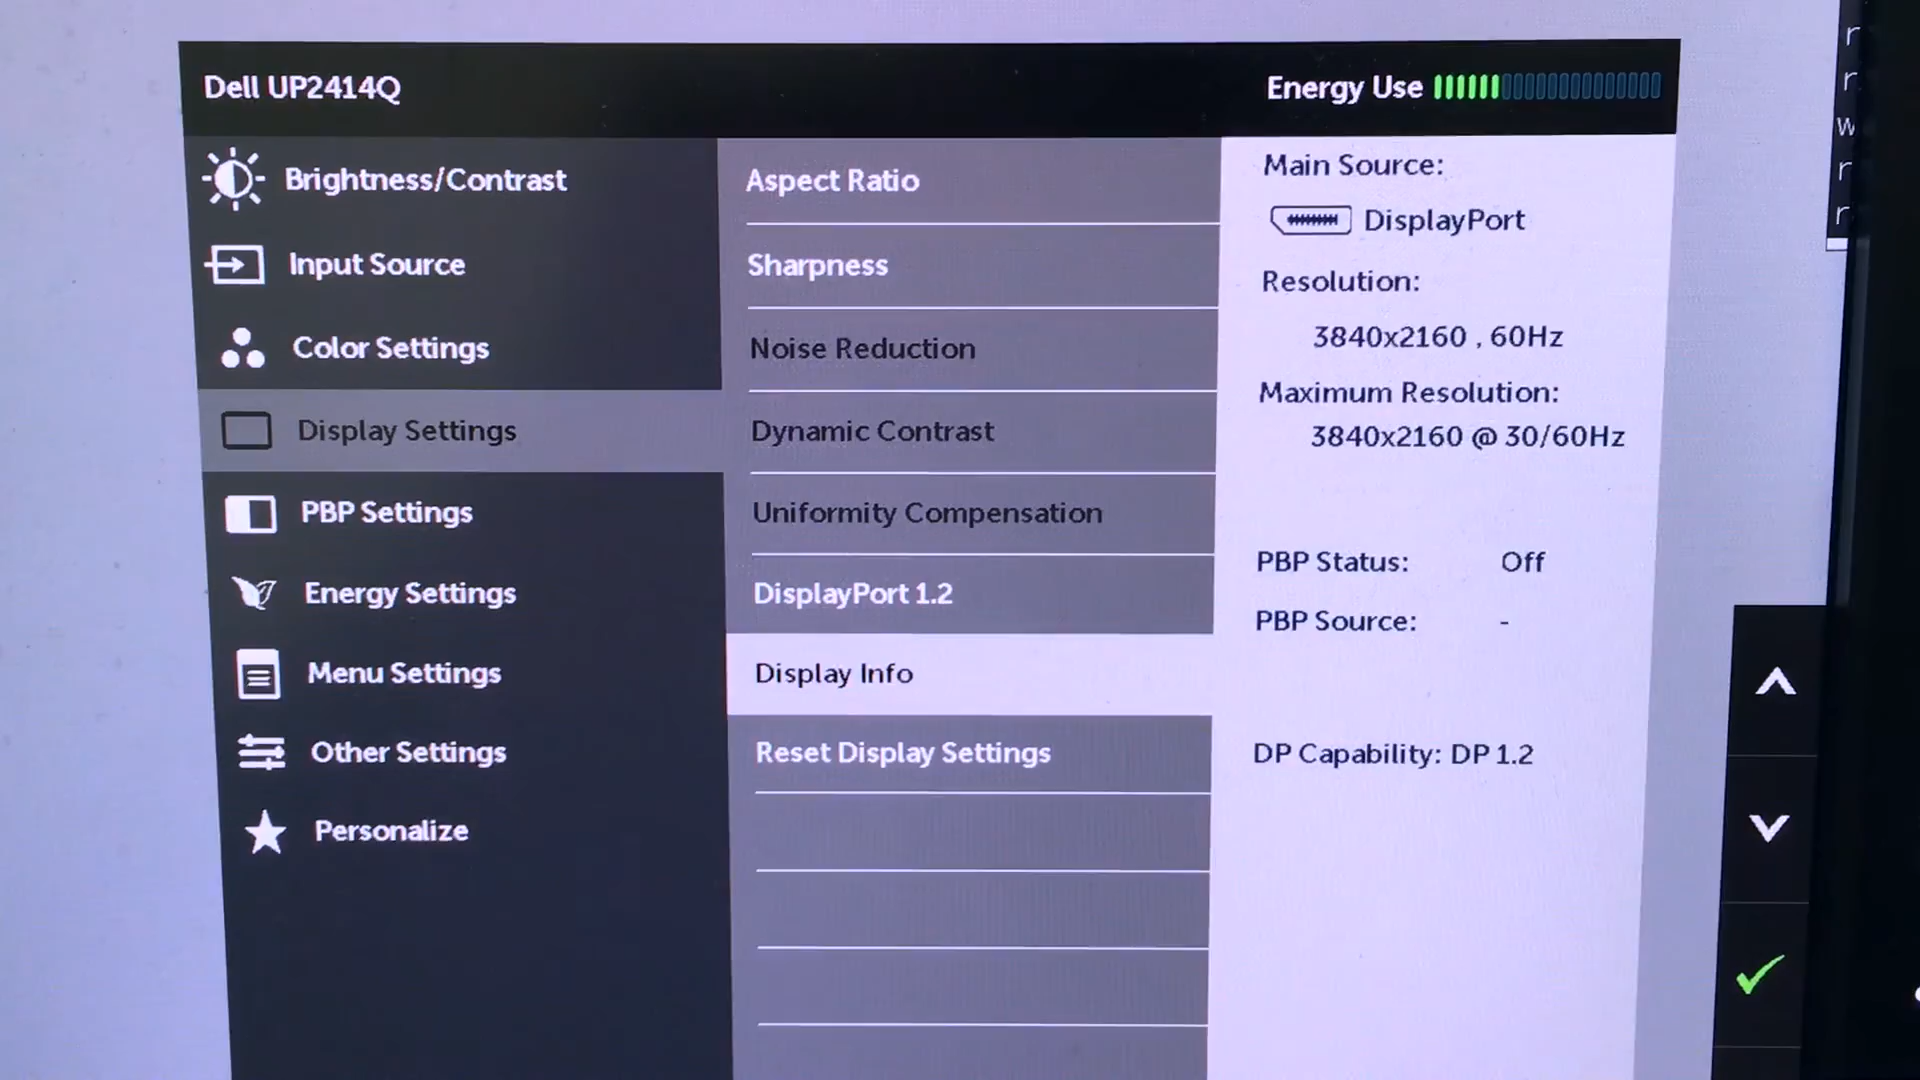 Dell UP2414Q
Energy Use
Brightness/Contrast
Input Source
Color Settings
Display Settings
PBP Settings
Energy Settings
Menu Settings
Other Settings
Personalize
Aspect Ratio
Sharpness
Noise Reduction
Dynamic Contrast
Uniformity Compensation
DisplayPort 1.2
Display Info
Reset Display Settings
Main Source:
DisplayPort
Resolution:
3840x2160 , 60Hz
Maximum Resolution:
3840x2160 @ 30/60Hz
PBP Status: Off
PBP Source: -
DP Capability: DP 1.2
r
r
w
r
r